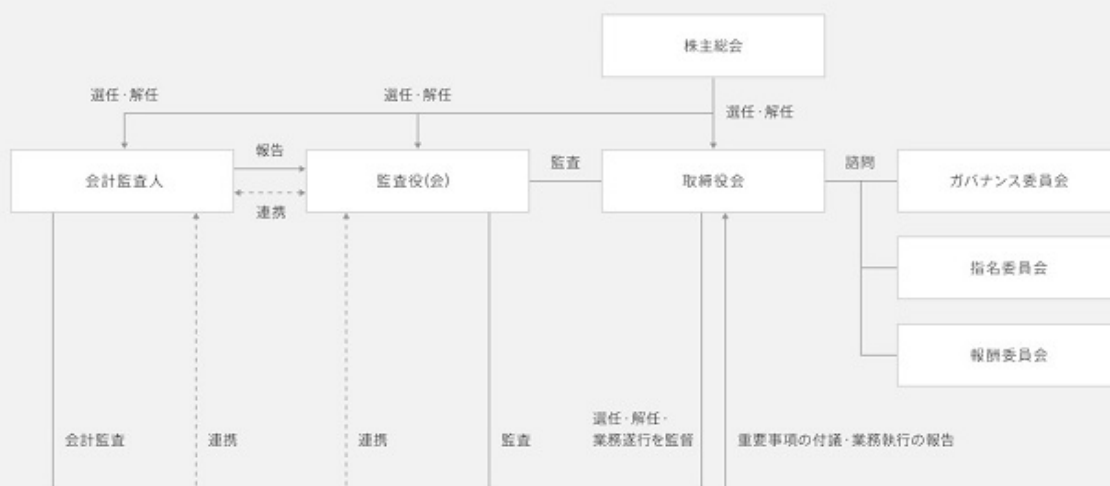 株主総会
選任・解任
選任・解任
選任・解任
会計監査人
報告
連携
監査役(会)
監査
取締役会
諮問
ガバナンス委員会
指名委員会
報酬委員会
会計監査
連携
連携
監査
選任・解任・
業務遂行を監督
重要事項の付議・業務執行の報告